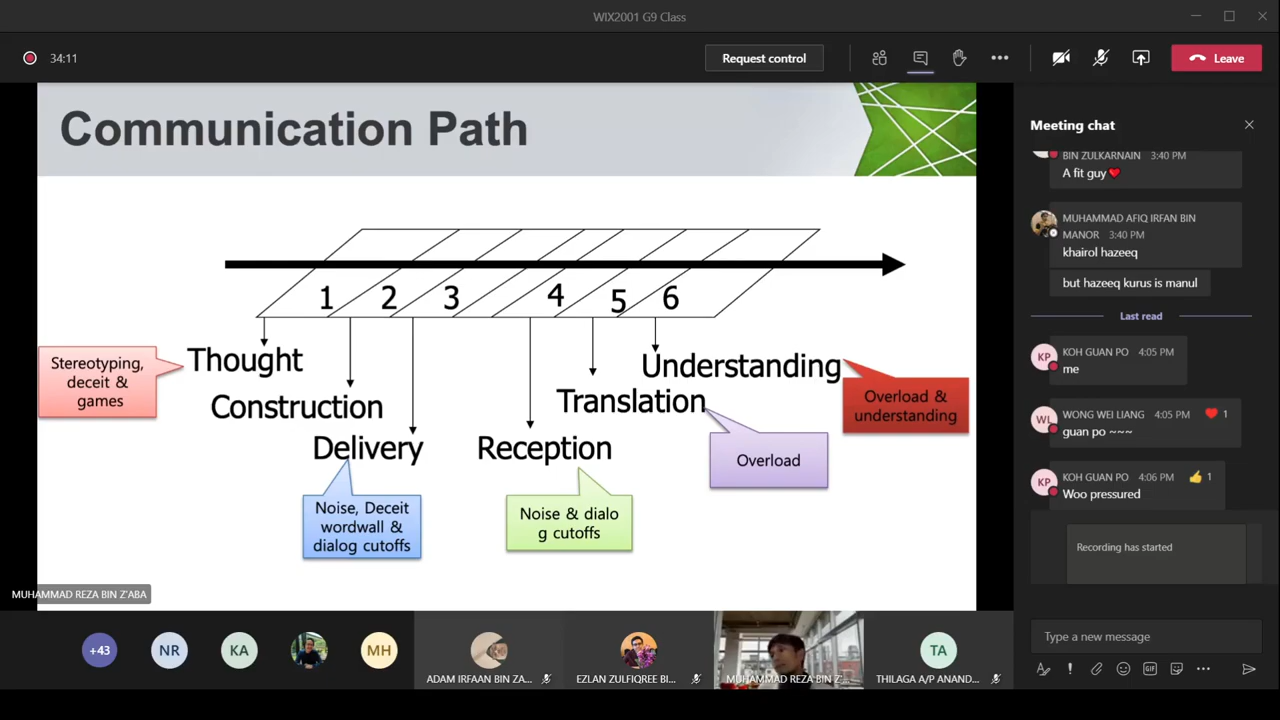 WIX2001 G9 Class
34:11
Request control
Leave
Communication Path
1 2 3 4 5 6
Thought
Construction
Delivery
Reception
Translation
Understanding
Stereotyping,
deceit &
games
Noise, Deceit
wordwall &
dialog cutoffs
Noise & dialo
g cutoffs
Overload
Overload &
understanding
MUHAMMAD REZA BIN Z'ABA
+43
NR
KA
MH
ADAM IRFAAN BIN ZA...
EZLAN ZULFIQREE BI...
MUHAMMAD REZA BIN Z'...
TA
THILAGA A/P ANAND...
Meeting chat
BIN ZULKARNAIN 3:40 PM
A fit guy❤
MUHAMMAD AFIQ IRFAN BIN
MANOR 3:40 PM
khairol hazeeq
but hazeeq kurus is manul
Last read
KP
KOH GUAN PO 4:05 PM
me
WL
WONG WEI LIANG 4:05 PM ❤ 1
guan po ~~~
KP
KOH GUAN PO 4:06 PM 👍 1
Woo pressured
Recording has started
Type a new message
GIF